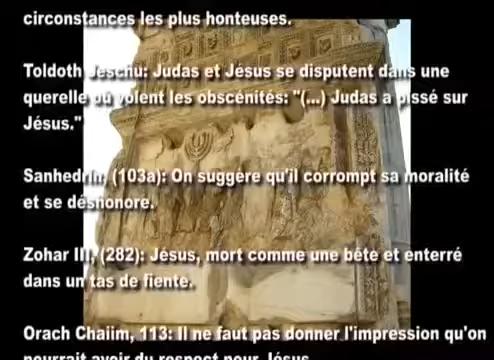 circonstances les plus honteuses.
Toldoth Jeschu: Judas et Jésus se disputent dans une
querelle où volent les obscénités: "(...) Judas a pissé sur
Jésus."
Sanhedrin, (103a): On suggère qu'il corrompt sa moralité
et se déshonore.
Zohar III, (282): Jésus, mort comme une bête et enterré
dans un tas de fiente.
Orach Chaiim, 113: Il ne faut pas donner l'impression qu'on
pourrait avoir du respect pour Jésus.